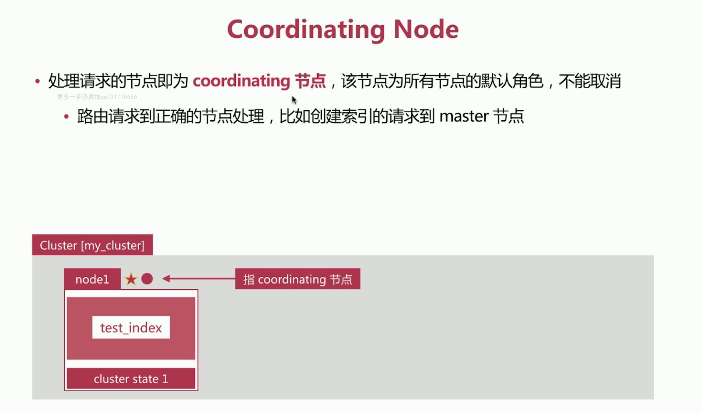 Coordinating Node
• 处理请求的节点即为 coordinating 节点，该节点为所有节点的默认角色，不能取消
• 路由请求到正确的节点处理，比如创建索引的请求到 master 节点
Cluster [my_cluster]
node1
指 coordinating 节点
test_index
cluster state 1